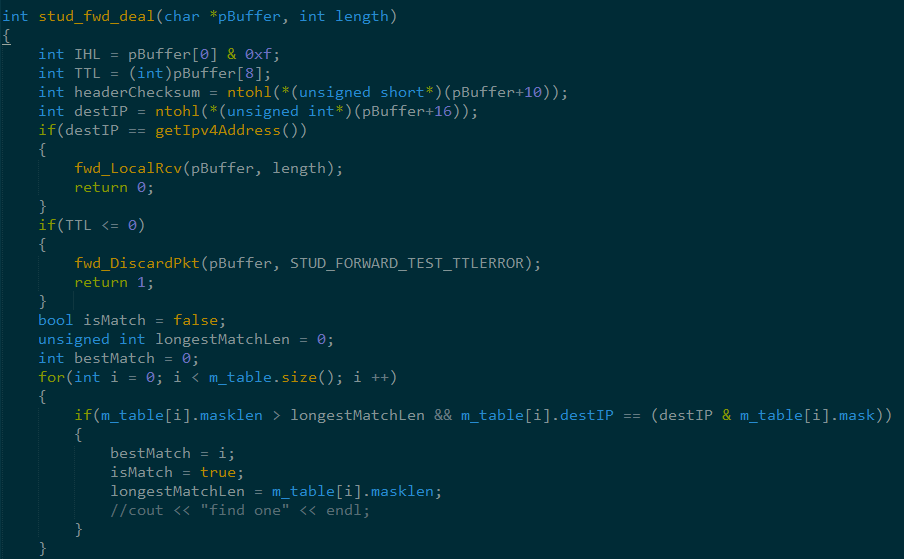 int stud_fwd_deal(char *pBuffer, int length)
{
    int IHL = pBuffer[0] & 0xf;
    int TTL = (int)pBuffer[8];
    int headerChecksum = ntohl(*(unsigned short*)(pBuffer+10));
    int destIP = ntohl(*(unsigned int*)(pBuffer+16));
    if(destIP == getIpv4Address())
    {
        fwd_LocalRcv(pBuffer, length);
        return 0;
    }
    if(TTL <= 0)
    {
        fwd_DiscardPkt(pBuffer, STUD_FORWARD_TEST_TTLERROR);
        return 1;
    }
    bool isMatch = false;
    unsigned int longestMatchLen = 0;
    int bestMatch = 0;
    for(int i = 0; i < m_table.size(); i ++)
    {
        if(m_table[i].masklen > longestMatchLen && m_table[i].destIP == (destIP & m_table[i].mask))
        {
            bestMatch = i;
            isMatch = true;
            longestMatchLen = m_table[i].masklen;
            //cout << "find one" << endl;
        }
    }